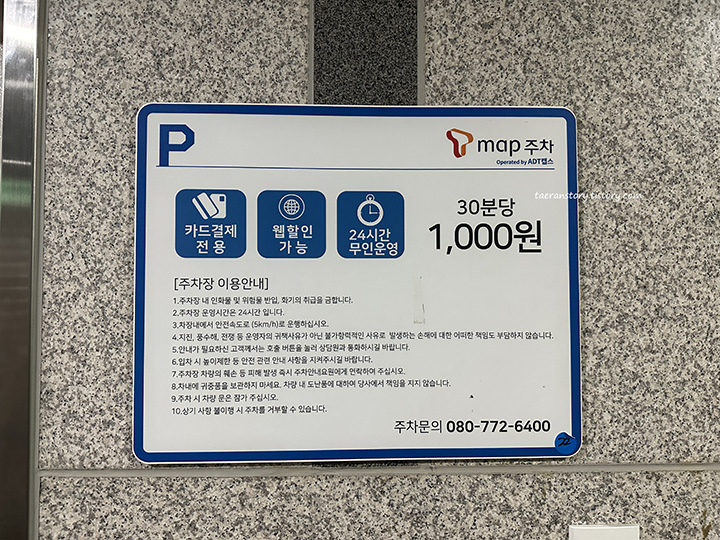 P
T map 주차
Operated by ADT캡스
카드결제
전용
웹할인
가능
24시간
무인운영
30분당
1,000원
taeranstory.tistory.com
[주차장 이용안내]
1.주차장 내 인화물 및 위험물 반입, 화기의 취급을 금합니다.
2.주차장 운영시간은 24시간 입니다.
3.차장내에서 안전속도로 (5km/h)로 운행하십시오.
4.지진, 풍수해, 전쟁 등 운영자의 귀책사유가 아닌 불가항력적인 사유로 발생하는 손해에 대한 어떠한 책임도 부담하지 않습니다.
5.안내가 필요하신 고객께서는 호출 버튼을 눌러 상담원과 통화하시길 바랍니다.
6.입차 시 높이제한 등 안전 관련 안내 사항을 지켜주시길 바랍니다.
7.주차장 차량의 훼손 등 피해 발생 즉시 주차안내요원에게 연락하여 주십시오.
8.차내에 귀중품을 보관하지 마세요. 차량 내 도난품에 대하여 당사에서 책임을 지지 않습니다.
9.주차 시 차량 문은 잠가 주십시오.
10.상기 사항 불이행 시 주차를 거부할 수 있습니다.
주차문의 080-772-6400